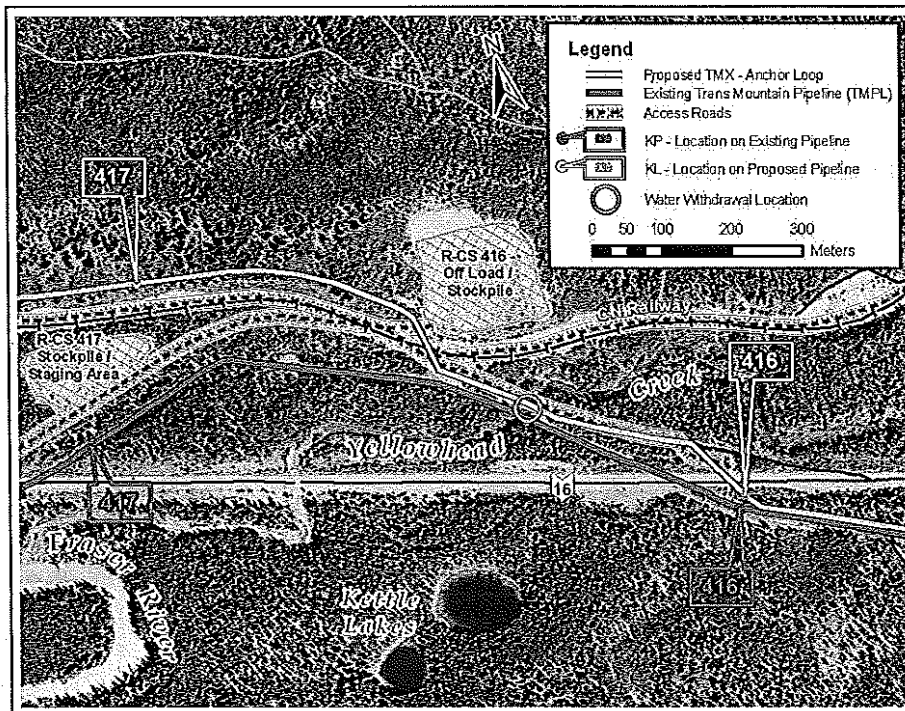 N
Legend
Proposed TMX - Anchor Loop
Existing Trans Mountain Pipeline (TMPL)
Access Roads
KP - Location on Existing Pipeline
KL - Location on Proposed Pipeline
Water Withdrawal Location
0 50 100 200 300
Meters
417
R-CS 416
Off Load /
Stockpile
CN Railway
R-CS 417
Stockpile /
Staging Area
416
Creek
Yellowhead
16
417
416
Fraser River
Kettle
Lakes